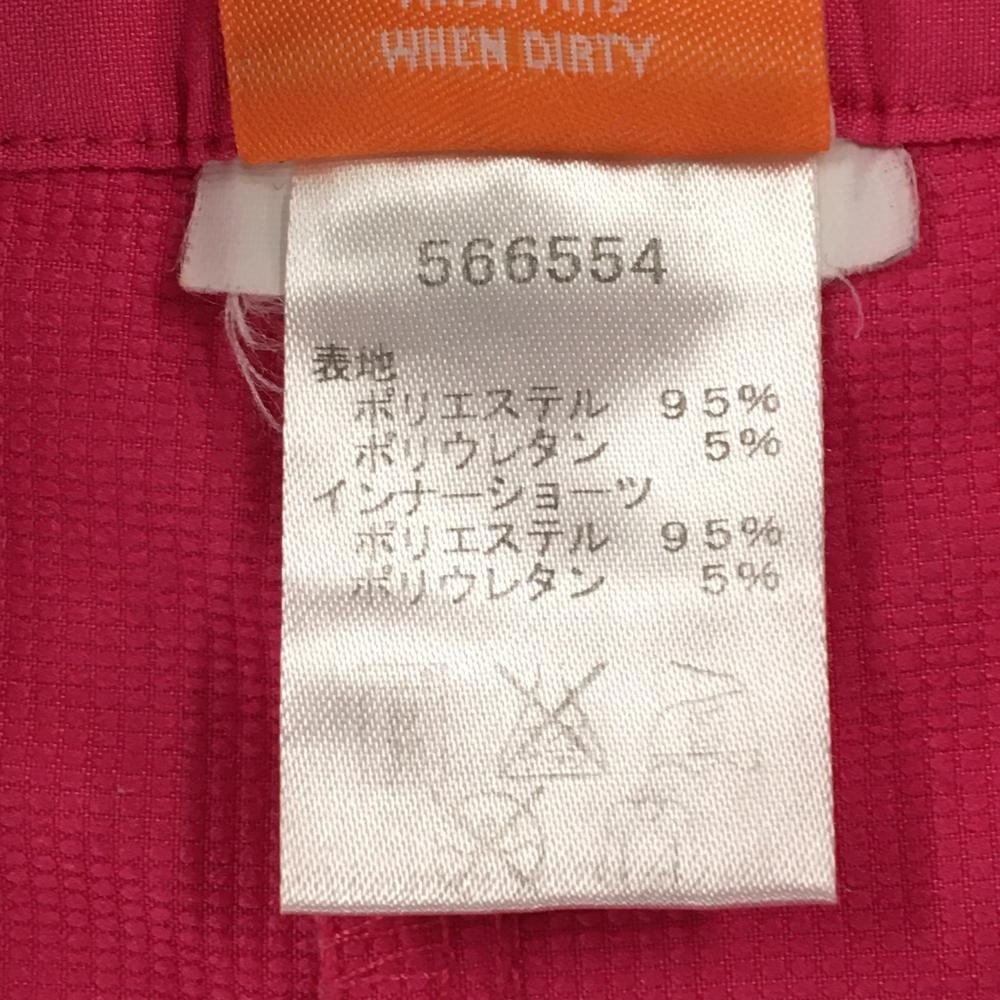 WHEN DIRTY
566554
表地
ポリエステル 95%
ポリウレタン 5%
インナーショーツ
ポリエステル 95%
ポリウレタン 5%